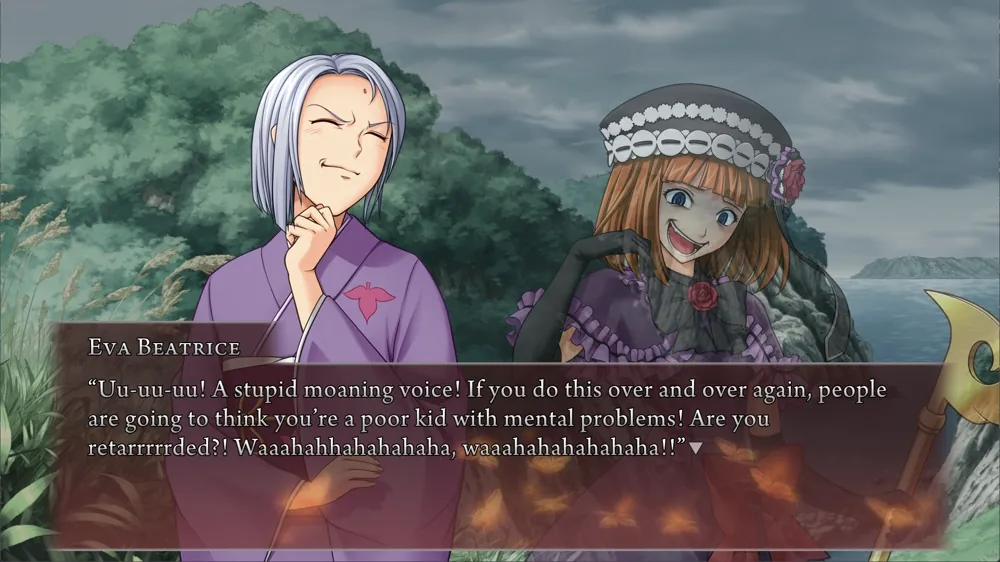 Eva Beatrice
“Uu-uu-uu! A stupid moaning voice! If you do this over and over again, people
are going to think you’re a poor kid with mental problems! Are you
retarrrrrded?! Waaahahhahahahaha, waaahahahahahaha!!”▼